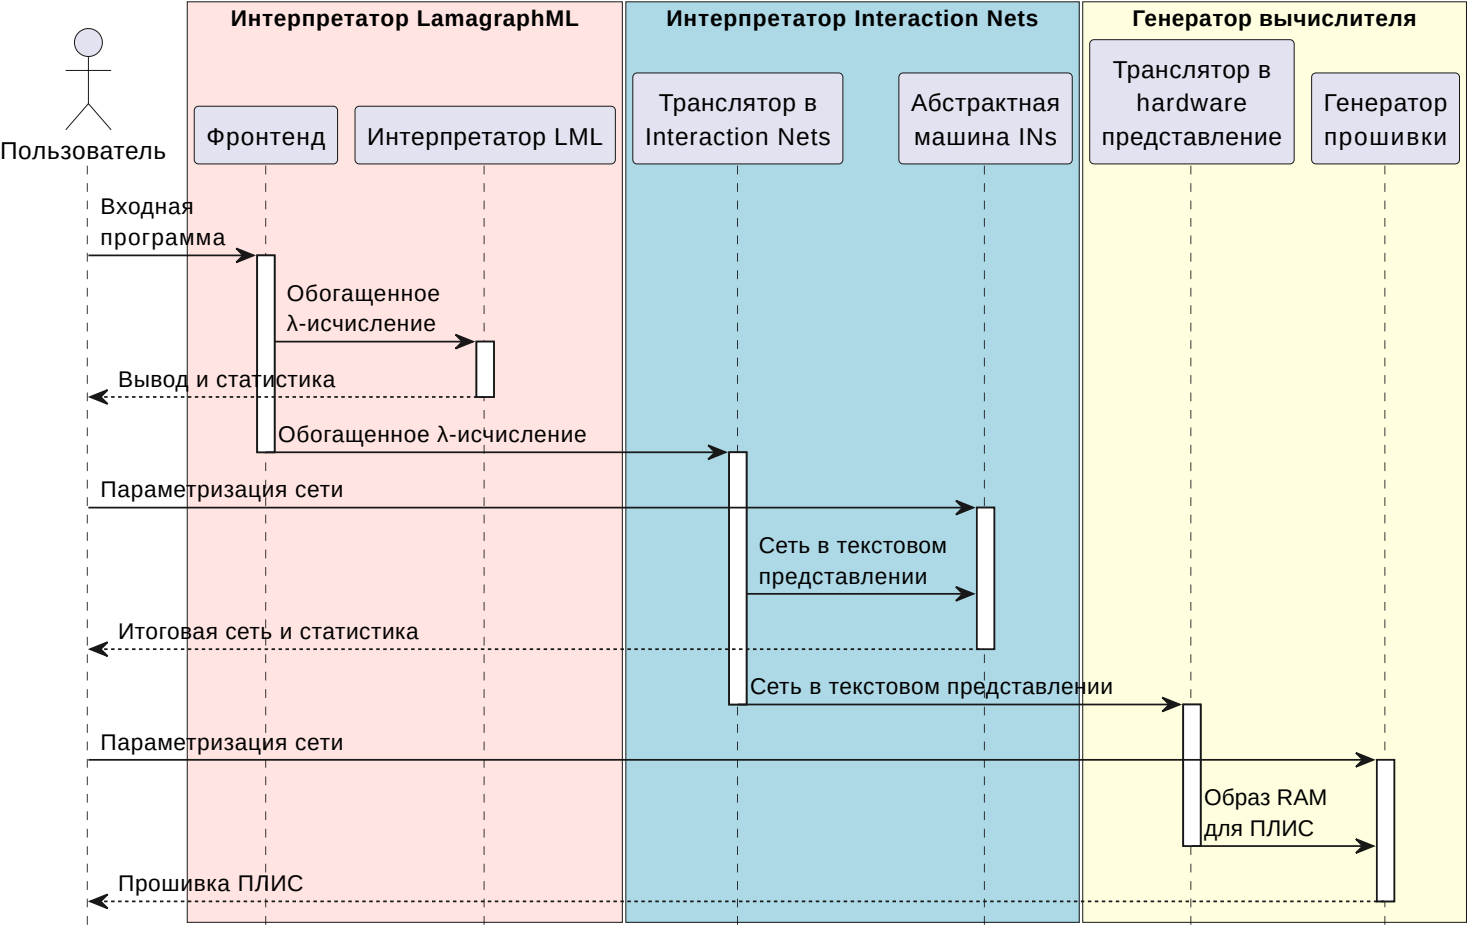 Интерпретатор LamagraphML
Интерпретатор Interaction Nets
Генератор вычислителя
Пользователь
Фронтенд
Интерпретатор LML
Транслятор в
Interaction Nets
Абстрактная
машина INs
Транслятор в
hardware
представление
Генератор
прошивки
Входная
программа
Обогащенное
λ-исчисление
Вывод и статистика
Обогащенное λ-исчисление
Параметризация сети
Сеть в текстовом
представлении
Итоговая сеть и статистика
Сеть в текстовом представлении
Параметризация сети
Образ RAM
для ПЛИС
Прошивка ПЛИС